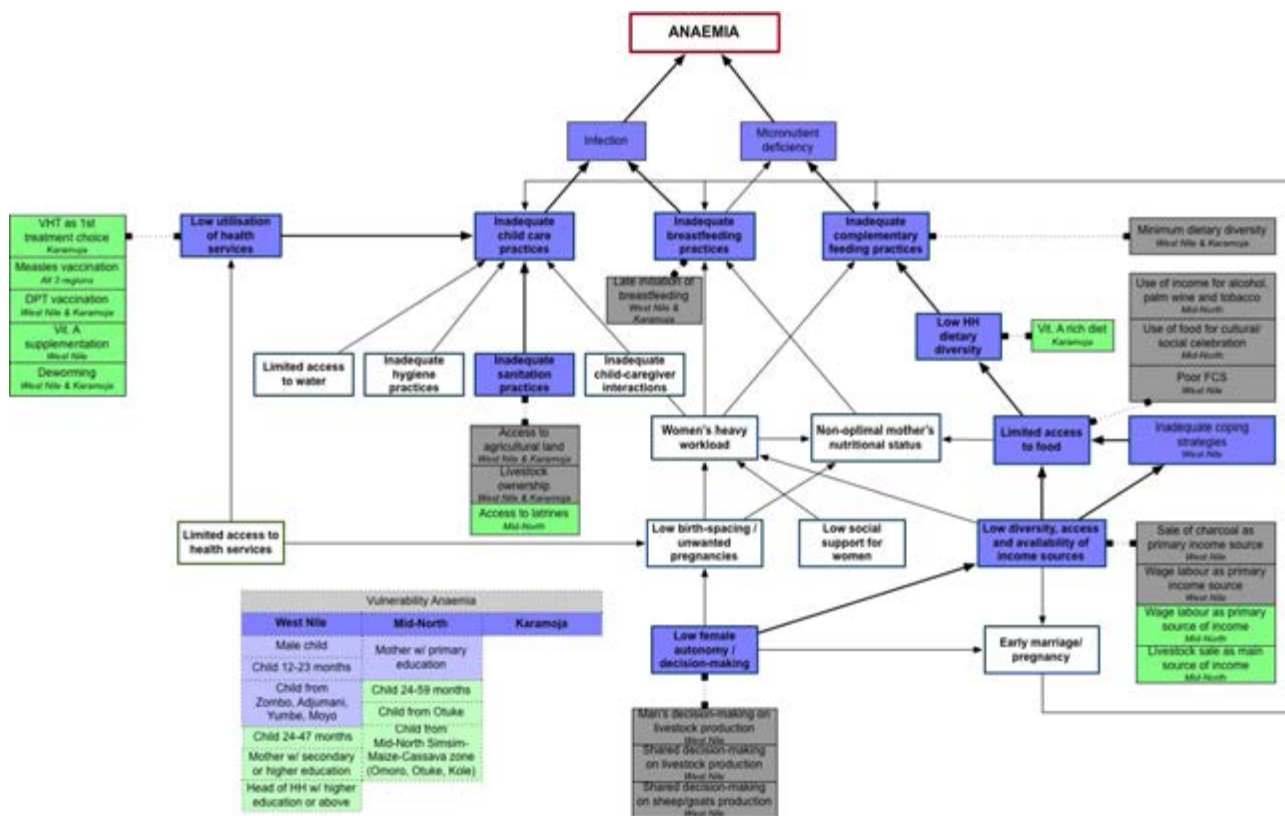 ANAEMIA
Infection
Micronutient
deficiency
VHT as 1st
treatment choice
Karamoja
Measles vaccination
All 3 regions
DPT vaccination
West Nile & Karamoja
Vit. A
supplementation
West Nile
Deworming
West Nile & Karamoja
Low utilisation
of health
services
Inadequate
child care
practices
Inadequate
breastfeeding
practices
Inadequate
complementary
feeding practices
Minimum dietary diversity
West Nile & Karamoja
Late initiation of
breastfeeding
West Nile &
Karamoja
Use of income for alcohol,
palm wine and tobacco
Mid-North
Use of food for cultural/
social celebration
Mid-North
Poor FCS
West Nile
Low HH
dietary
diversity
Vit. A rich diet
Karamoja
Limited access
to water
Inadequate
hygiene
practices
Inadequate
sanitation
practices
Inadequate
child-caregiver
interactions
Women's heavy
workload
Non-optimal mother's
nutritional status
Limited access
to food
Inadequate coping
strategies
West Nile
Access to
agricultural land
West Nile & Karamoja
Livestock
ownership
West Nile & Karamoja
Access to latrines
Mid-North
Limited access to
health services
Low birth-spacing /
unwanted
pregnancies
Low social
support for
women
Low diversity, access
and availability of
income sources
Sale of charcoal as
primary income source
West Nile
Wage labour as primary
income source
West Nile
Wage labour as primary
source of income
Mid-North
Livestock sale as main
source of income
Mid-North
Low female
autonomy /
decision-making
Early marriage/
pregnancy
Man's decision-making on
livestock production
West Nile
Shared decision-making
on livestock production
West Nile
Shared decision-making
on sheep/goats production
West Nile
Vulnerability Anaemia
West Nile
Mid-North
Karamoja
Male child
Child 12-23 months
Child from
Zombo, Adjumani,
Yumbe, Moyo
Child 24-47 months
Mother w/ secondary
or higher education
Head of HH w/ higher
education or above
Mother w/ primary
education
Child 24-59 months
Child from Otuke
Child from
Mid-North Simsim-
Maize-Cassava zone
(Omoro, Otuke, Kole)